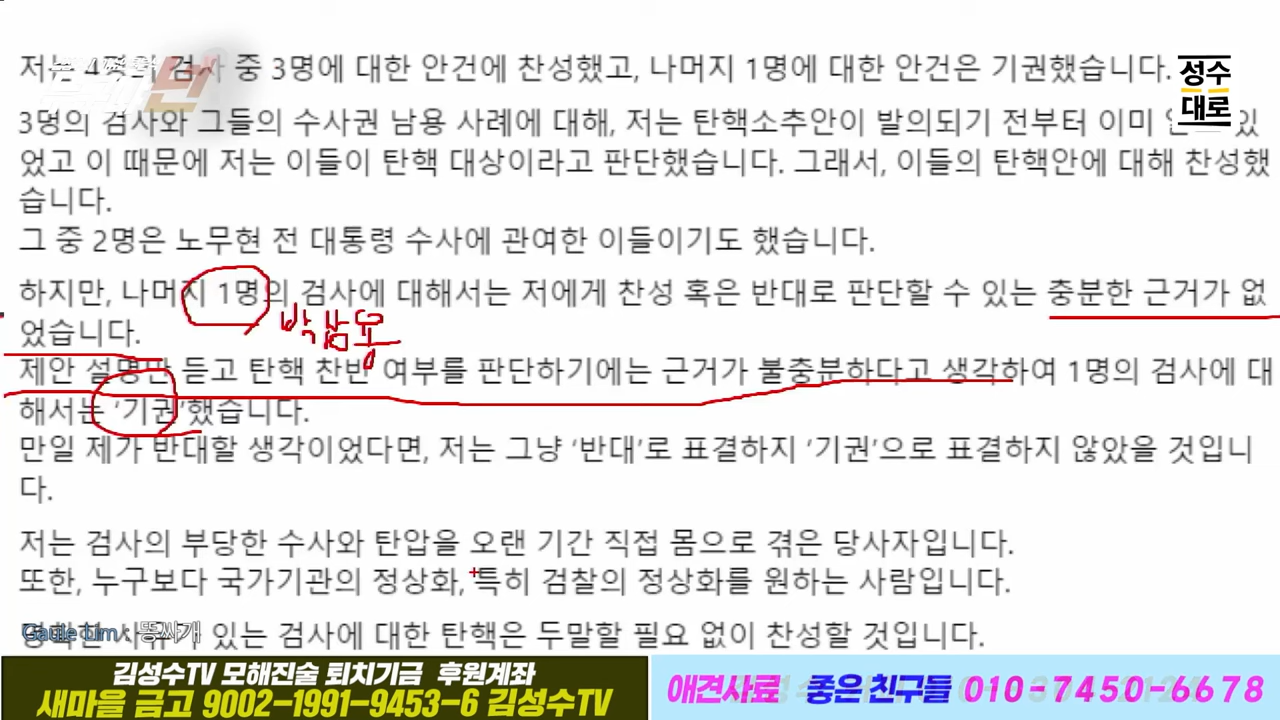 저는 4명의 검사 중 3명에 대한 안건에 찬성했고, 나머지 1명에 대한 안건은 기권했습니다.
성수
대로
3명의 검사와 그들의 수사권 남용 사례에 대해, 저는 탄핵소추안이 발의되기 전부터 이미 있
었고 이 때문에 저는 이들이 탄핵 대상이라고 판단했습니다. 그래서, 이들의 탄핵안에 대해 찬성했
습니다.
그 중 2명은 노무현 전 대통령 수사에 관여한 이들이기도 했습니다.
하지만, 나머지 1명의 검사에 대해서는 저에게 찬성 혹은 반대로 판단할 수 있는 충분한 근거가 없
박상용
었습니다.
제안 설명만 듣고 탄핵 찬반 여부를 판단하기에는 근거가 불충분하다고 생각하여 1명의 검사에 대
해서는 ‘기권’했습니다.
만일 제가 반대할 생각이었다면, 저는 그냥 ‘반대’로 표결하지 ‘기권’으로 표결하지 않았을 것입니
다.
저는 검사의 부당한 수사와 탄압을 오랜 기간 직접 몸으로 겪은 당사자입니다.
또한, 누구보다 국가기관의 정상화, 특히 검찰의 정상화를 원하는 사람입니다.
있는 검사에 대한 탄핵은 두말할 필요 없이 찬성할 것입니다.
Lim : 똥싸개
김성수TV 모해진술 퇴치기금 후원계좌
새마을 금고 9002-1991-9453-6 김성수TV
애견사료 좋은 친구들 010-7450-6678